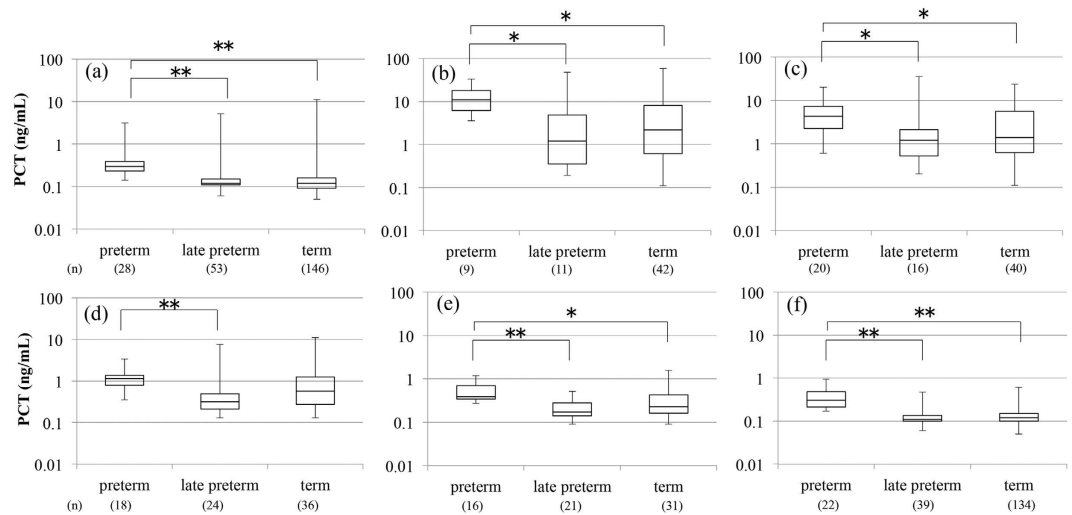 (a)
**
**
PCT (ng/mL)
100
10
1
0.1
0.01
preterm late preterm term
(n) (28) (53) (146)
(b)
*
*
100
10
1
0.1
0.01
preterm late preterm term
(9) (11) (42)
(c)
*
*
100
10
1
0.1
0.01
preterm late preterm term
(20) (16) (40)
(d)
**
PCT (ng/mL)
100
10
1
0.1
0.01
preterm late preterm term
(n) (18) (24) (36)
(e)
*
**
100
10
1
0.1
0.01
preterm late preterm term
(16) (21) (31)
(f)
**
**
100
10
1
0.1
0.01
preterm late preterm term
(22) (39) (134)